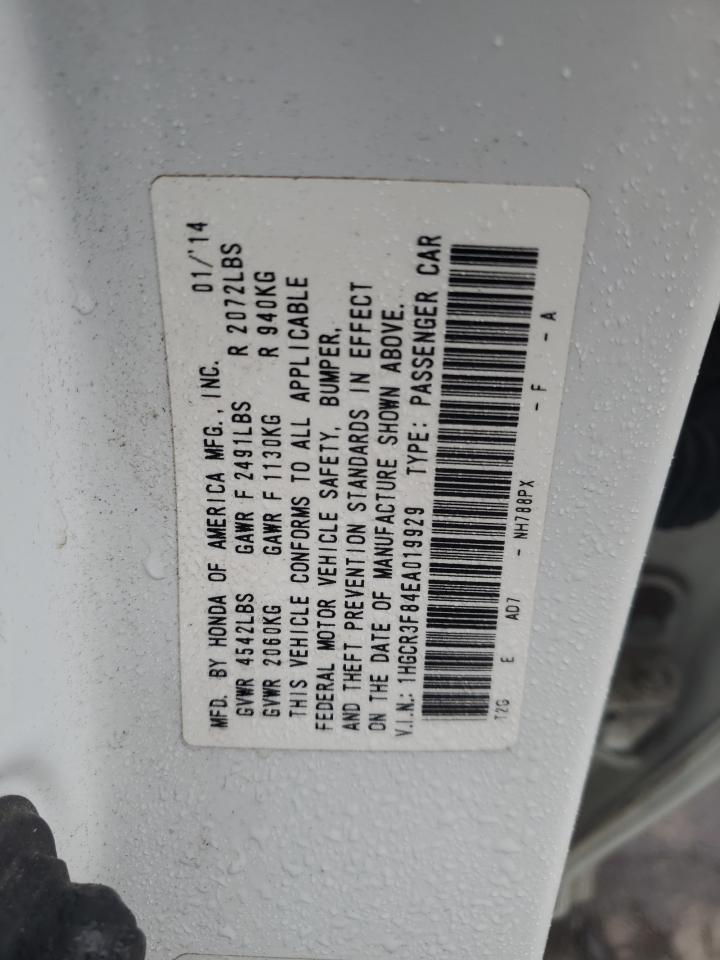 MFD. BY HONDA OF AMERICA MFG., INC. 01/'14
GVWR 4542LBS GAWR F 2491LBS R 2072LBS
GVWR 2060KG GAWR F 1130KG R 940KG
THIS VEHICLE CONFORMS TO ALL APPLICABLE
FEDERAL MOTOR VEHICLE SAFETY, BUMPER,
AND THEFT PREVENTION STANDARDS IN EFFECT
ON THE DATE OF MANUFACTURE SHOWN ABOVE.
V.I.N.: 1HGCR3F84EA019929 TYPE: PASSENGER CAR
T2G E AD7 - NH788PX - F - A